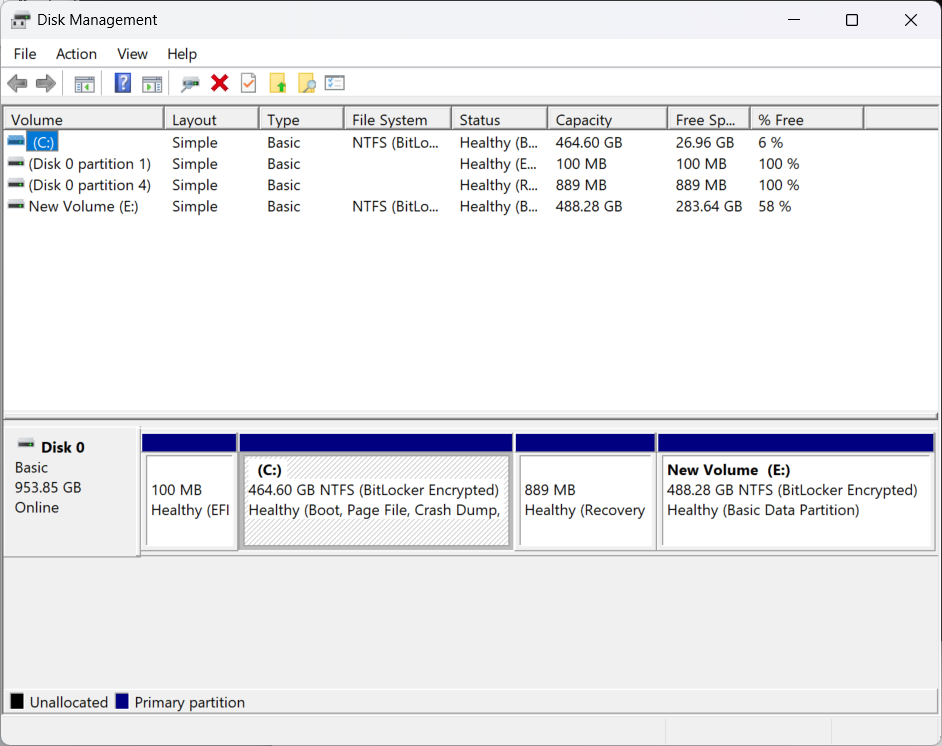 Disk Management
File Action View Help
Volume Layout Type File System Status Capacity Free Sp... % Free
(C:) Simple Basic NTFS (BitLo... Healthy (B... 464.60 GB 26.96 GB 6 %
(Disk 0 partition 1) Simple Basic Healthy (E... 100 MB 100 MB 100 %
(Disk 0 partition 4) Simple Basic Healthy (R... 889 MB 889 MB 100 %
New Volume (E:) Simple Basic NTFS (BitLo... Healthy (B... 488.28 GB 283.64 GB 58 %
Disk 0
Basic
953.85 GB
Online
100 MB
Healthy (EFI
(C:)
464.60 GB NTFS (BitLocker Encrypted)
Healthy (Boot, Page File, Crash Dump,
889 MB
Healthy (Recovery
New Volume (E:)
488.28 GB NTFS (BitLocker Encrypted)
Healthy (Basic Data Partition)
Unallocated Primary partition